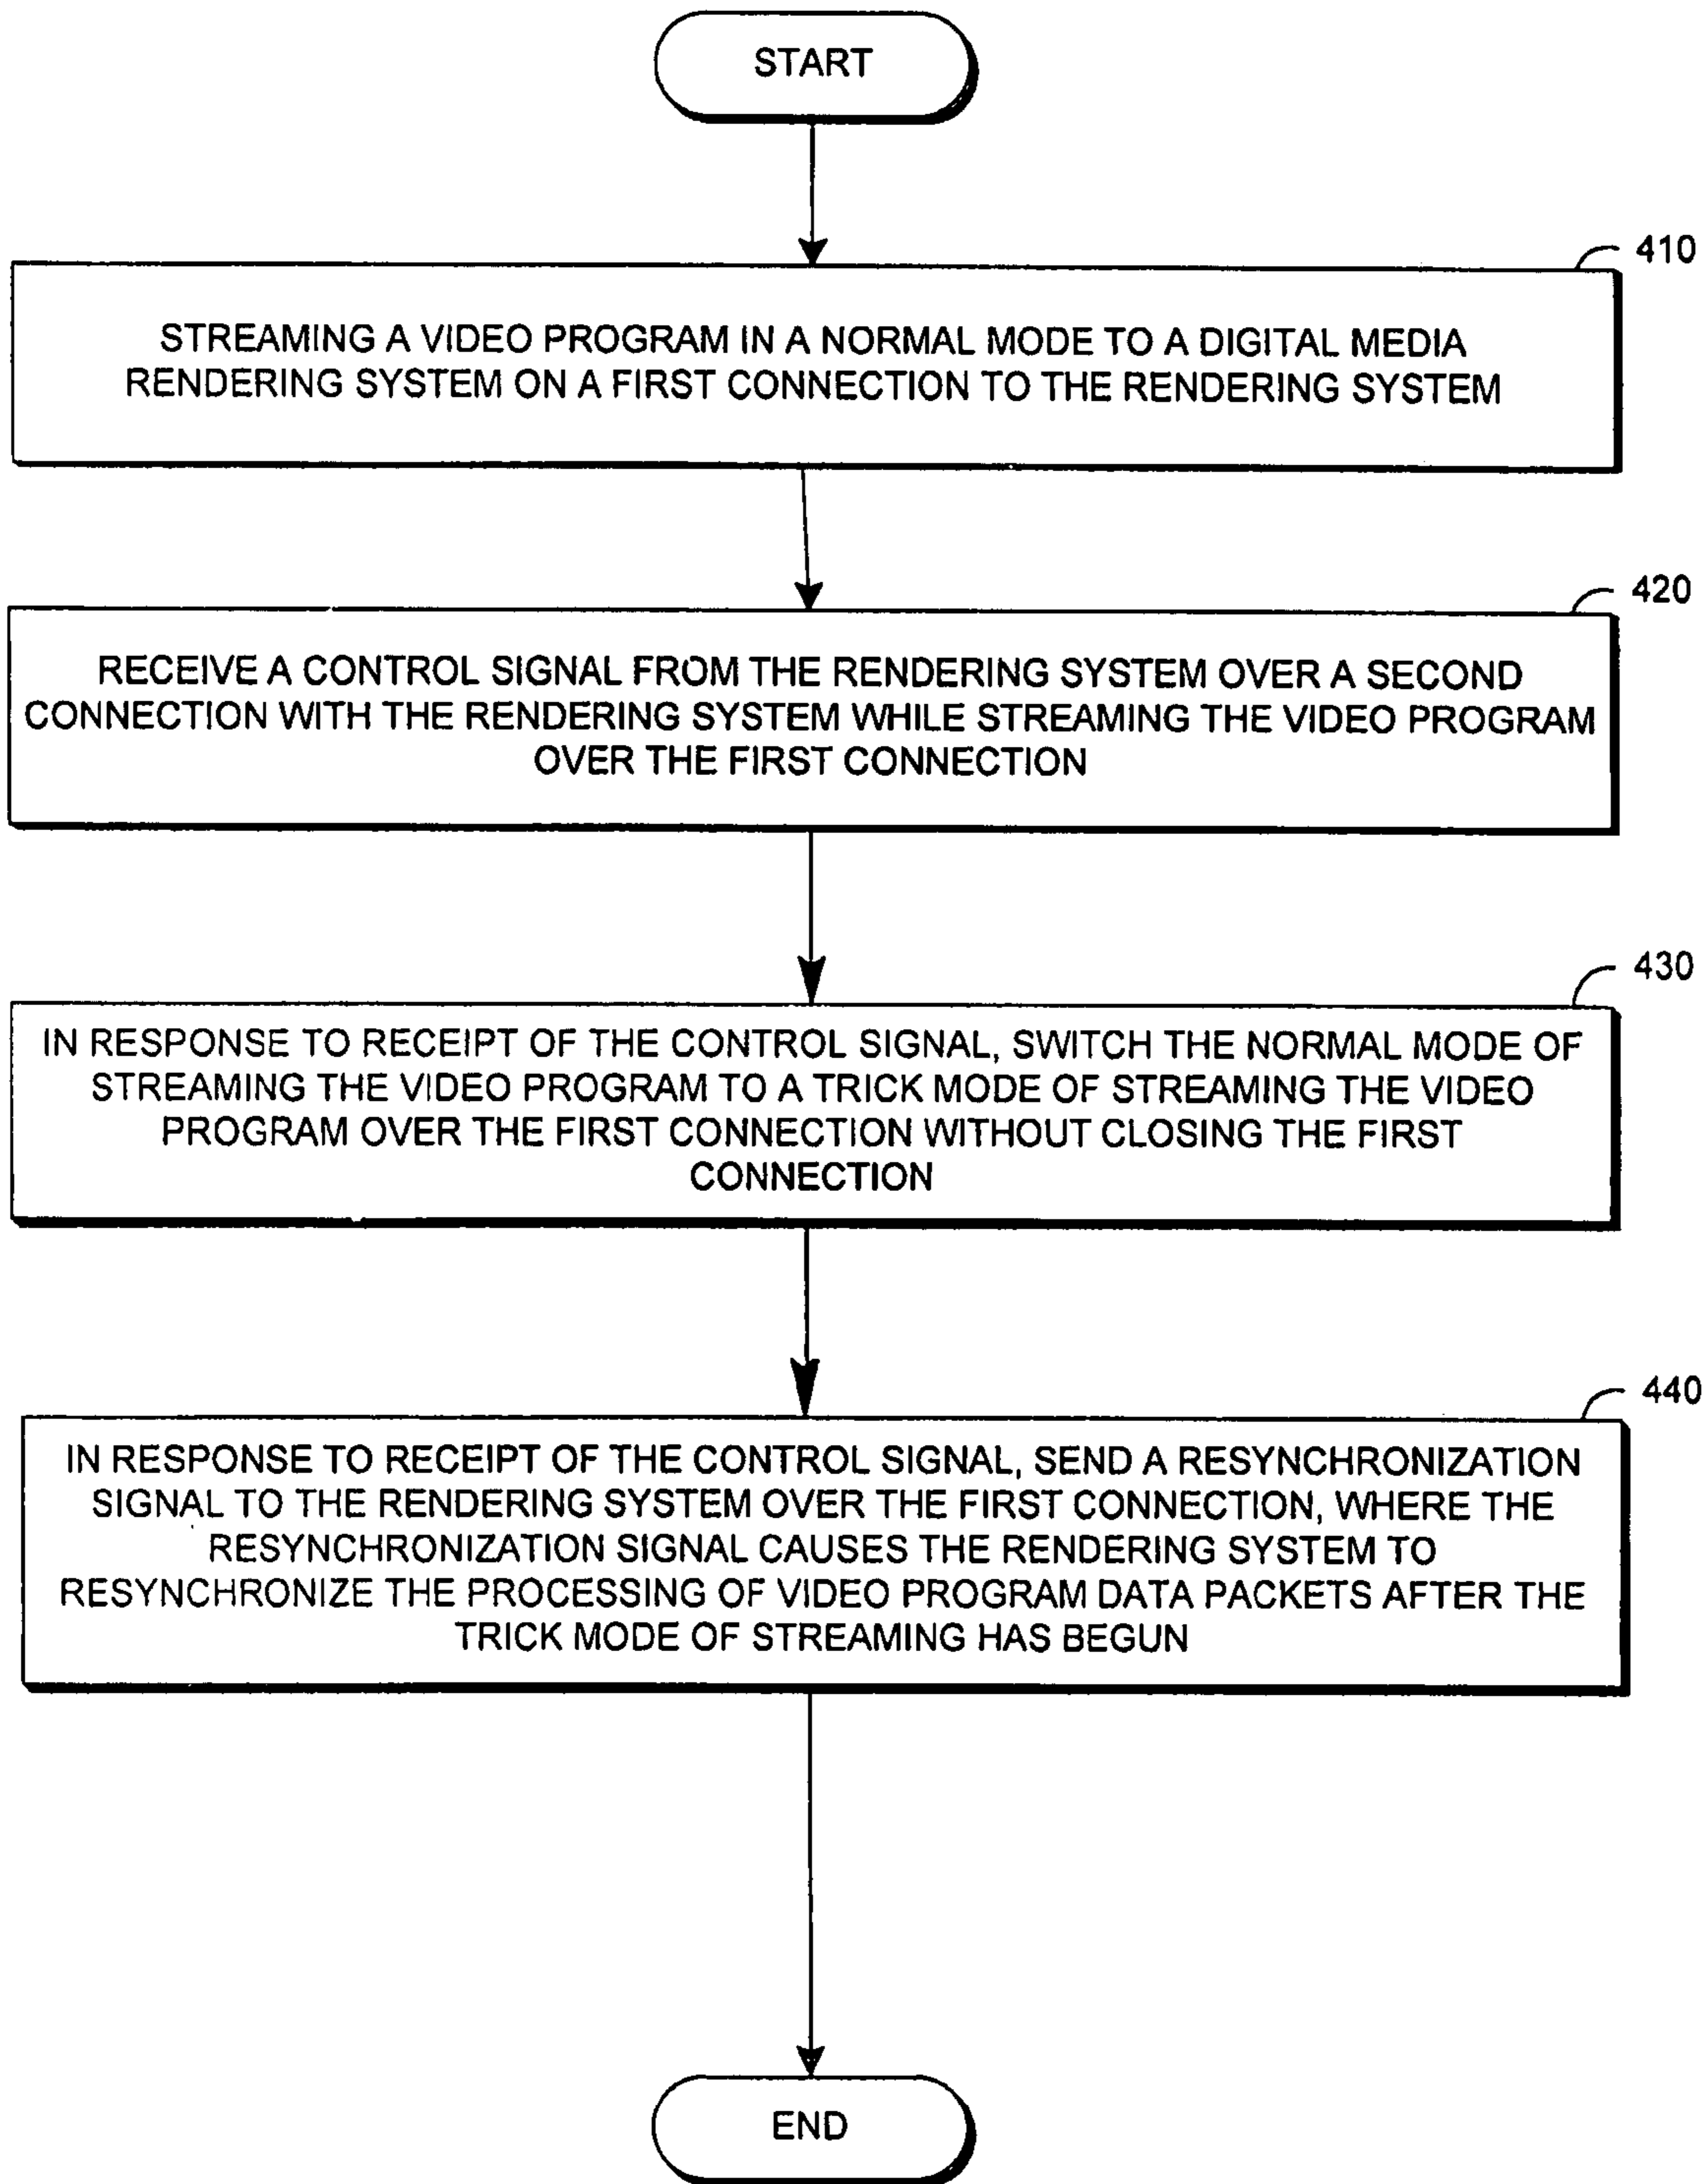 START
410
STREAMING A VIDEO PROGRAM IN A NORMAL MODE TO A DIGITAL MEDIA
RENDERING SYSTEM ON A FIRST CONNECTION TO THE RENDERING SYSTEM
420
RECEIVE A CONTROL SIGNAL FROM THE RENDERING SYSTEM OVER A SECOND
CONNECTION WITH THE RENDERING SYSTEM WHILE STREAMING THE VIDEO PROGRAM
OVER THE FIRST CONNECTION
430
IN RESPONSE TO RECEIPT OF THE CONTROL SIGNAL, SWITCH THE NORMAL MODE OF
STREAMING THE VIDEO PROGRAM TO A TRICK MODE OF STREAMING THE VIDEO
PROGRAM OVER THE FIRST CONNECTION WITHOUT CLOSING THE FIRST
CONNECTION
440
IN RESPONSE TO RECEIPT OF THE CONTROL SIGNAL, SEND A RESYNCHRONIZATION
SIGNAL TO THE RENDERING SYSTEM OVER THE FIRST CONNECTION, WHERE THE
RESYNCHRONIZATION SIGNAL CAUSES THE RENDERING SYSTEM TO
RESYNCHRONIZE THE PROCESSING OF VIDEO PROGRAM DATA PACKETS AFTER THE
TRICK MODE OF STREAMING HAS BEGUN
END